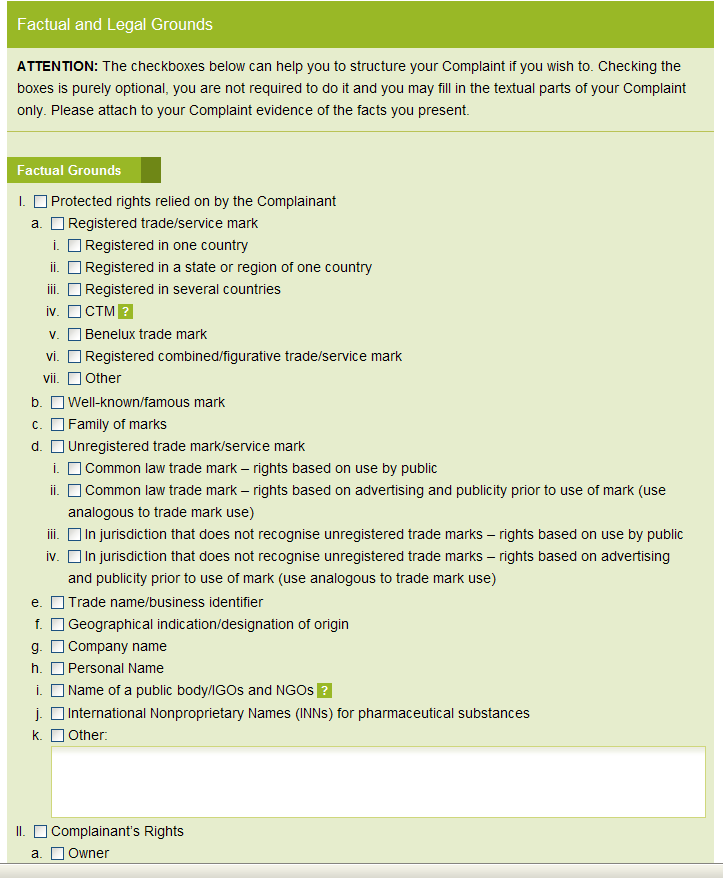 Factual and Legal Grounds
ATTENTION: The checkboxes below can help you to structure your Complaint if you wish to. Checking the
boxes is purely optional, you are not required to do it and you may fill in the textual parts of your Complaint
only. Please attach to your Complaint evidence of the facts you present.
Factual Grounds
I. Protected rights relied on by the Complainant
a. Registered trade/service mark
i. Registered in one country
ii. Registered in a state or region of one country
iii. Registered in several countries
iv. CTM ?
v. Benelux trade mark
vi. Registered combined/figurative trade/service mark
vii. Other
b. Well-known/famous mark
c. Family of marks
d. Unregistered trade mark/service mark
i. Common law trade mark – rights based on use by public
ii. Common law trade mark – rights based on advertising and publicity prior to use of mark (use
analogous to trade mark use)
iii. In jurisdiction that does not recognise unregistered trade marks – rights based on use by public
iv. In jurisdiction that does not recognise unregistered trade marks – rights based on advertising
and publicity prior to use of mark (use analogous to trade mark use)
e. Trade name/business identifier
f. Geographical indication/designation of origin
g. Company name
h. Personal Name
i. Name of a public body/IGOs and NGOs ?
j. International Nonproprietary Names (INNs) for pharmaceutical substances
k. Other:
II. Complainant's Rights
a. Owner